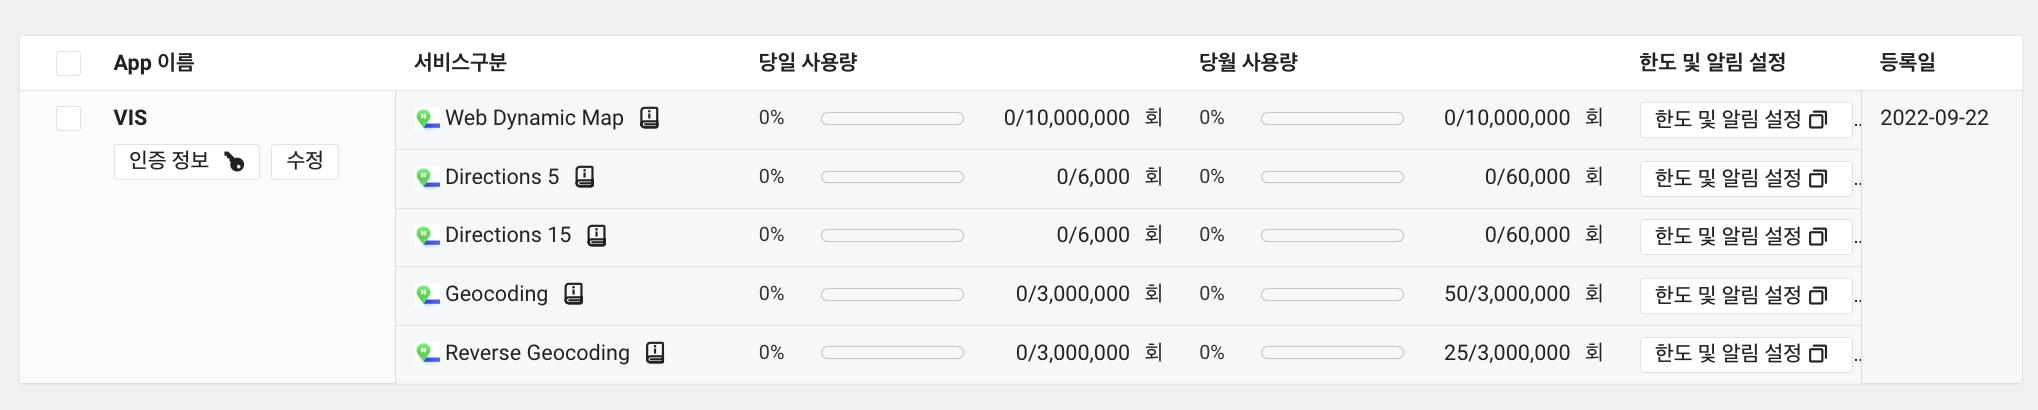 App 이름 서비스구분 당일 사용량 당월 사용량 한도 및 알림 설정 등록일
VIS Web Dynamic Map 0% 0/10,000,000 회 0% 0/10,000,000 회 한도 및 알림 설정 .. 2022-09-22
인증 정보 수정
Directions 5 0% 0/6,000 회 0% 0/60,000 회 한도 및 알림 설정 ..
Directions 15 0% 0/6,000 회 0% 0/60,000 회 한도 및 알림 설정 ..
Geocoding 0% 0/3,000,000 회 0% 50/3,000,000 회 한도 및 알림 설정 ..
Reverse Geocoding 0% 0/3,000,000 회 0% 25/3,000,000 회 한도 및 알림 설정 ..